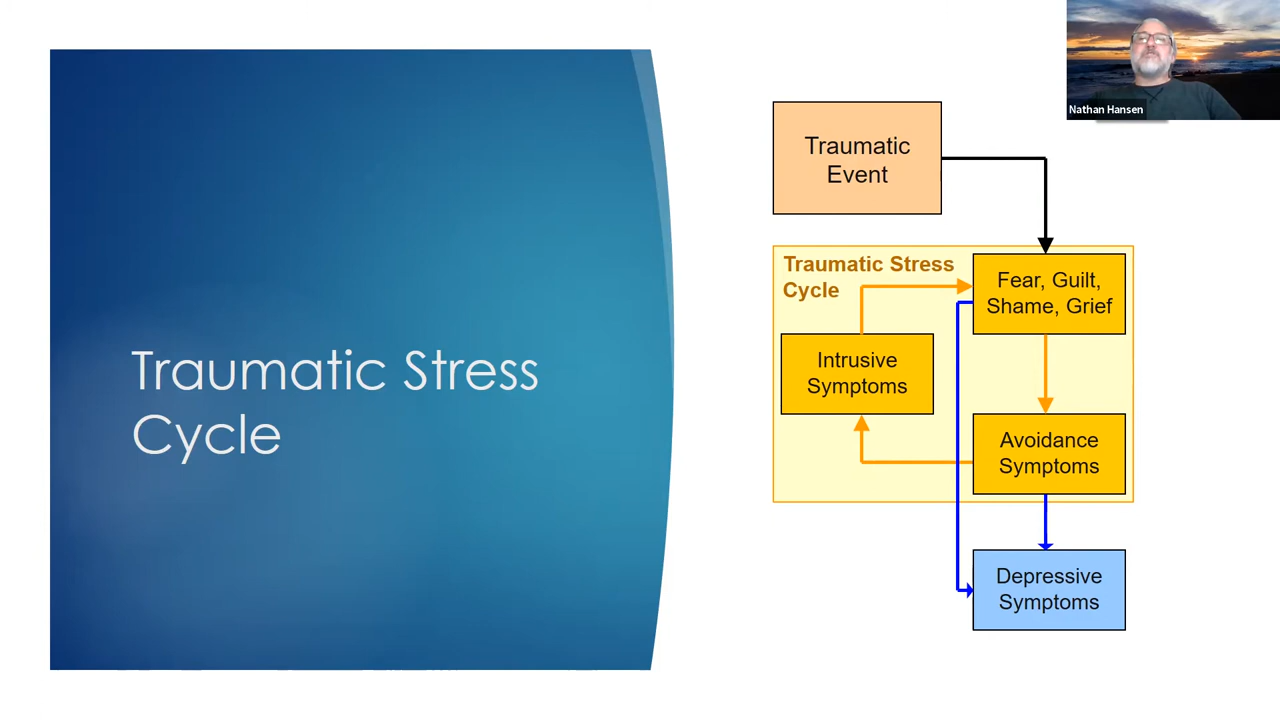 Traumatic Stress
Cycle
Nathan Hansen
Traumatic
Event
Traumatic Stress
Cycle
Fear, Guilt,
Shame, Grief
Intrusive
Symptoms
Avoidance
Symptoms
Depressive
Symptoms